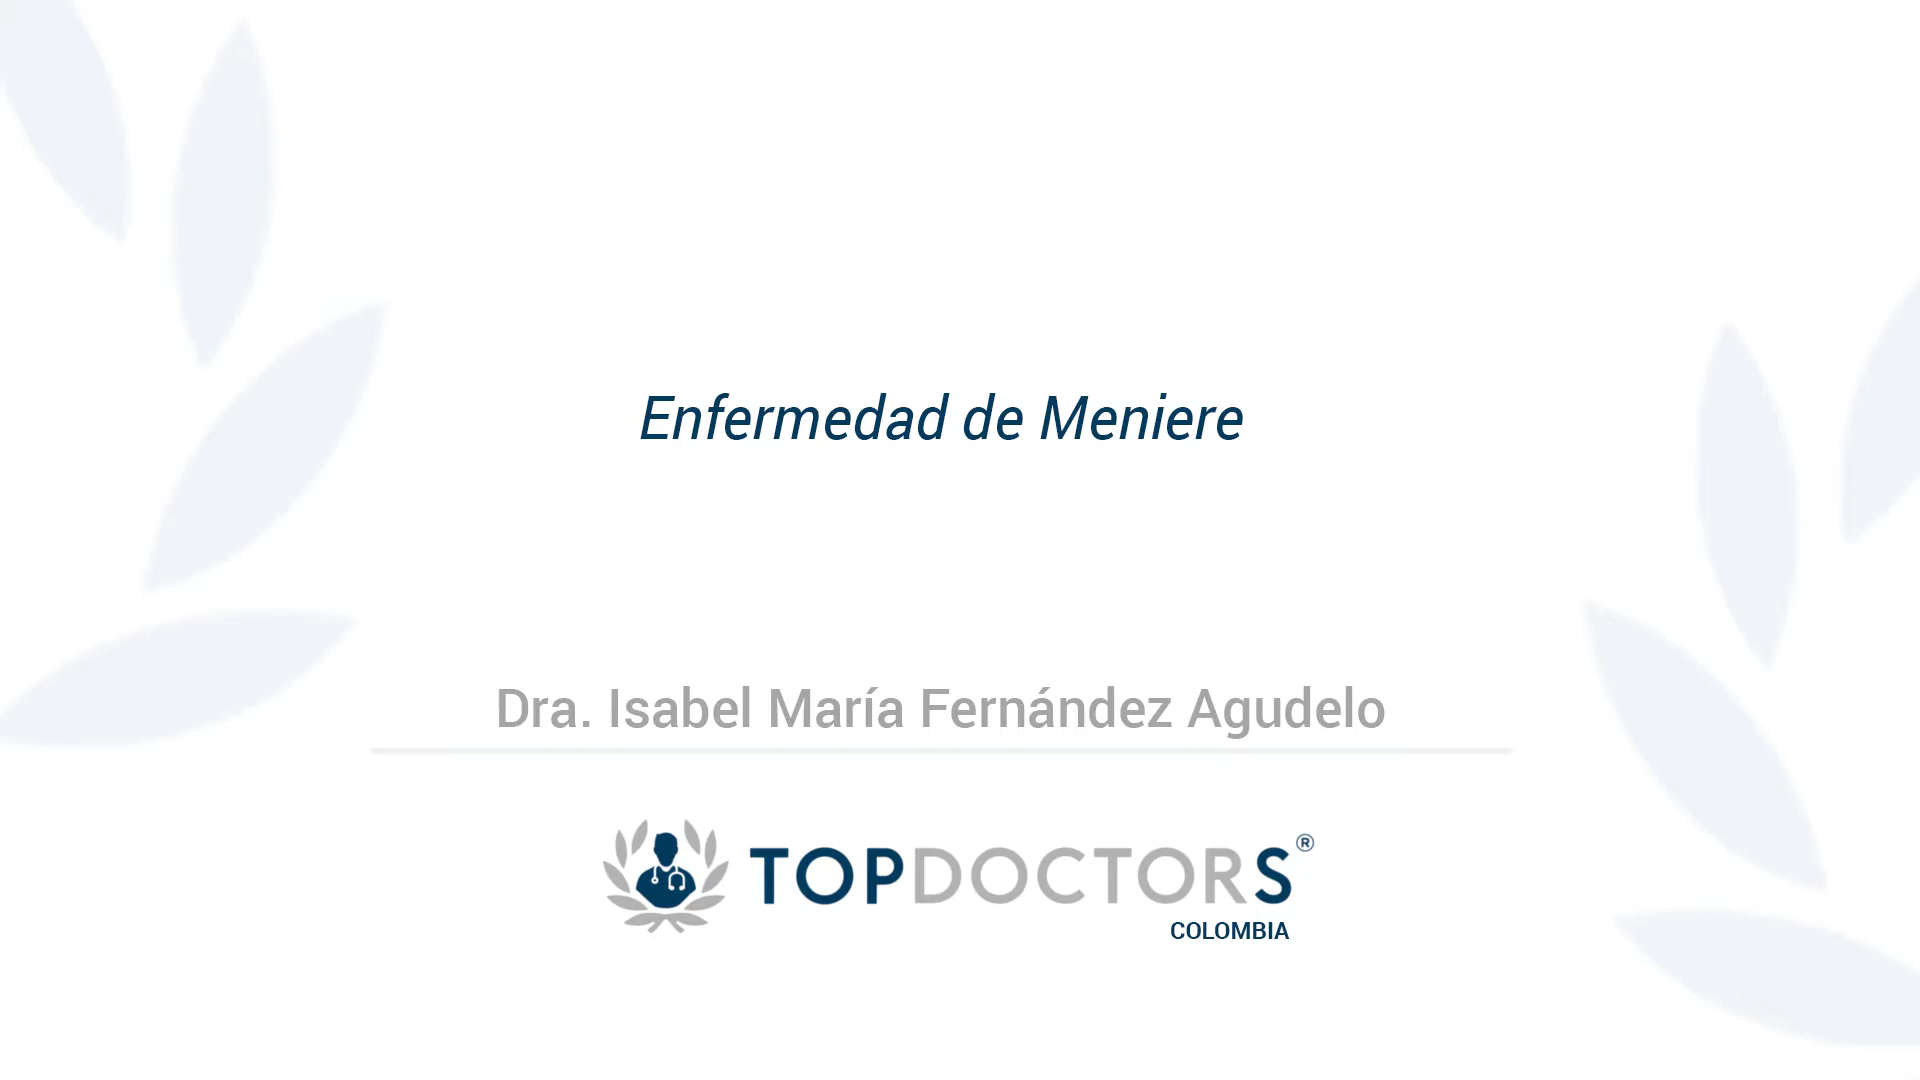 Enfermedad de Meniere
Dra. Isabel María Fernández Agudelo
TOPDOCTORS®
COLOMBIA